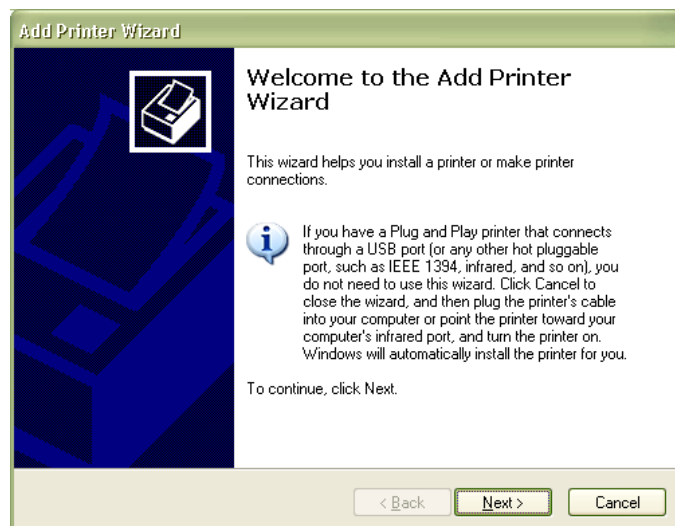 Add Printer Wizard
Welcome to the Add Printer
Wizard
This wizard helps you install a printer or make printer
connections.
If you have a Plug and Play printer that connects
through a USB port (or any other hot pluggable
port, such as IEEE 1394, infrared, and so on), you
do not need to use this wizard. Click Cancel to
close the wizard, and then plug the printer's cable
into your computer or point the printer toward your
computer's infrared port, and turn the printer on.
Windows will automatically install the printer for you.
To continue, click Next.
< Back Next > Cancel